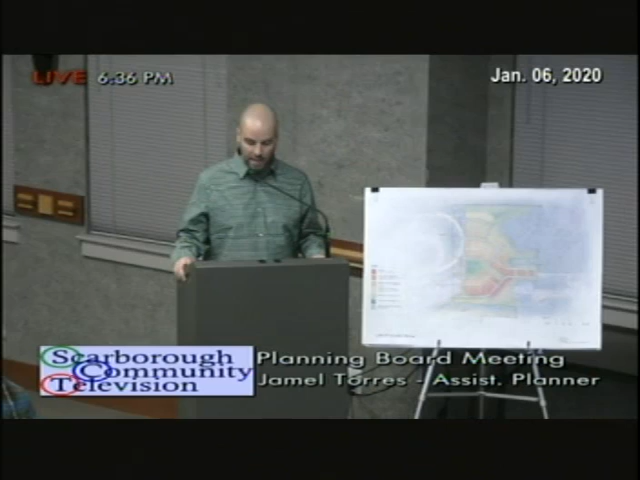 LIVE 6:36 PM
Jan. 06, 2020
Scarborough
Community
Television
Planning Board Meeting
Jamel Torres - Assist. Planner